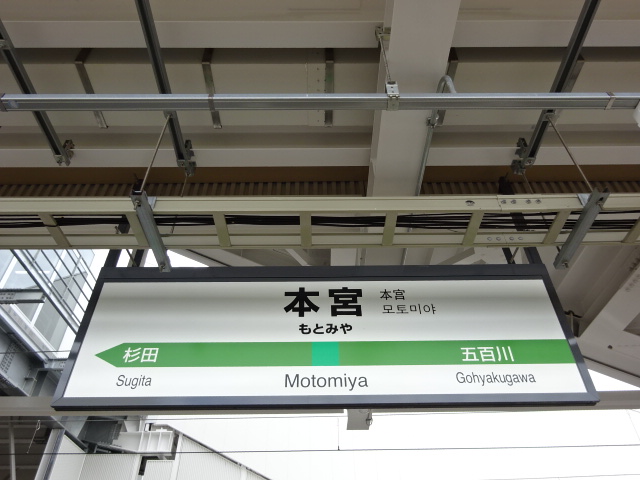 本宮 本宫
모토미야
もとみや
杉田 五百川
Sugita Motomiya Gohyakugawa